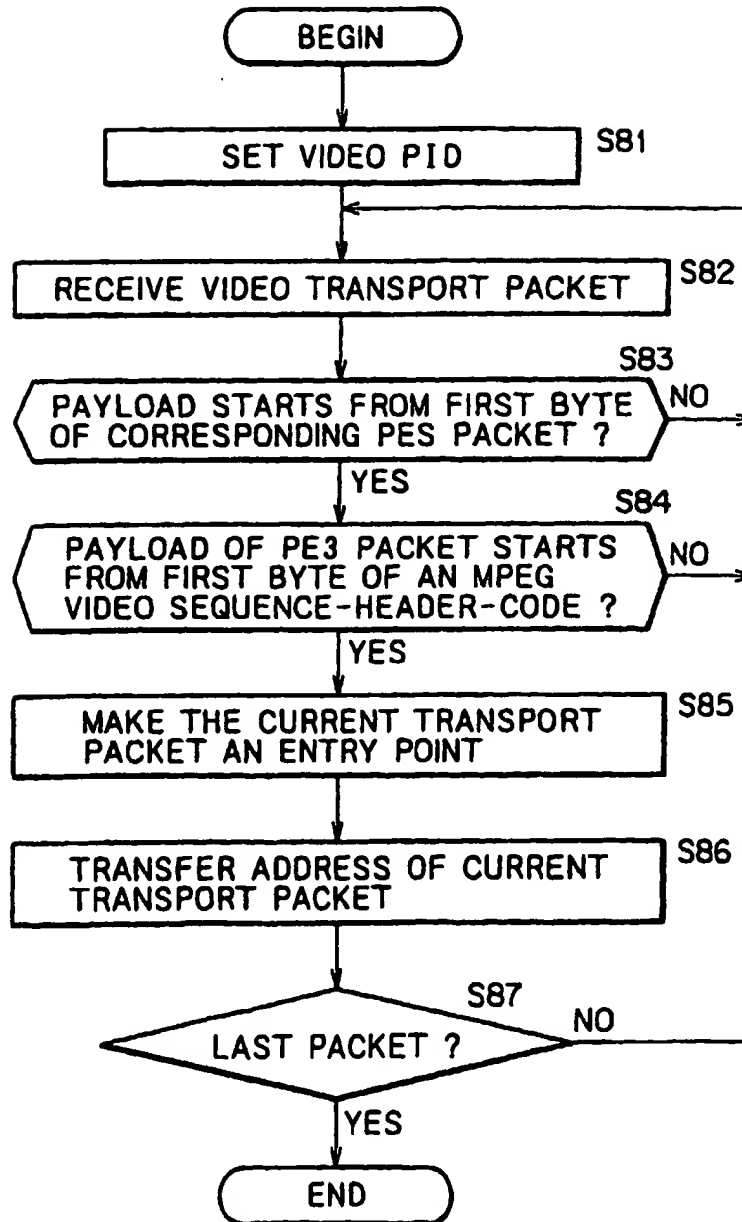 BEGIN
SET VIDEO PID
S81
RECEIVE VIDEO TRANSPORT PACKET
S82
S83
PAYLOAD STARTS FROM FIRST BYTE
OF CORRESPONDING PES PACKET ?
NO
YES
S84
PAYLOAD OF PE3 PACKET STARTS
FROM FIRST BYTE OF AN MPEG
VIDEO SEQUENCE-HEADER-CODE ?
NO
YES
MAKE THE CURRENT TRANSPORT
PACKET AN ENTRY POINT
S85
TRANSFER ADDRESS OF CURRENT
TRANSPORT PACKET
S86
S87
LAST PACKET ?
NO
YES
END